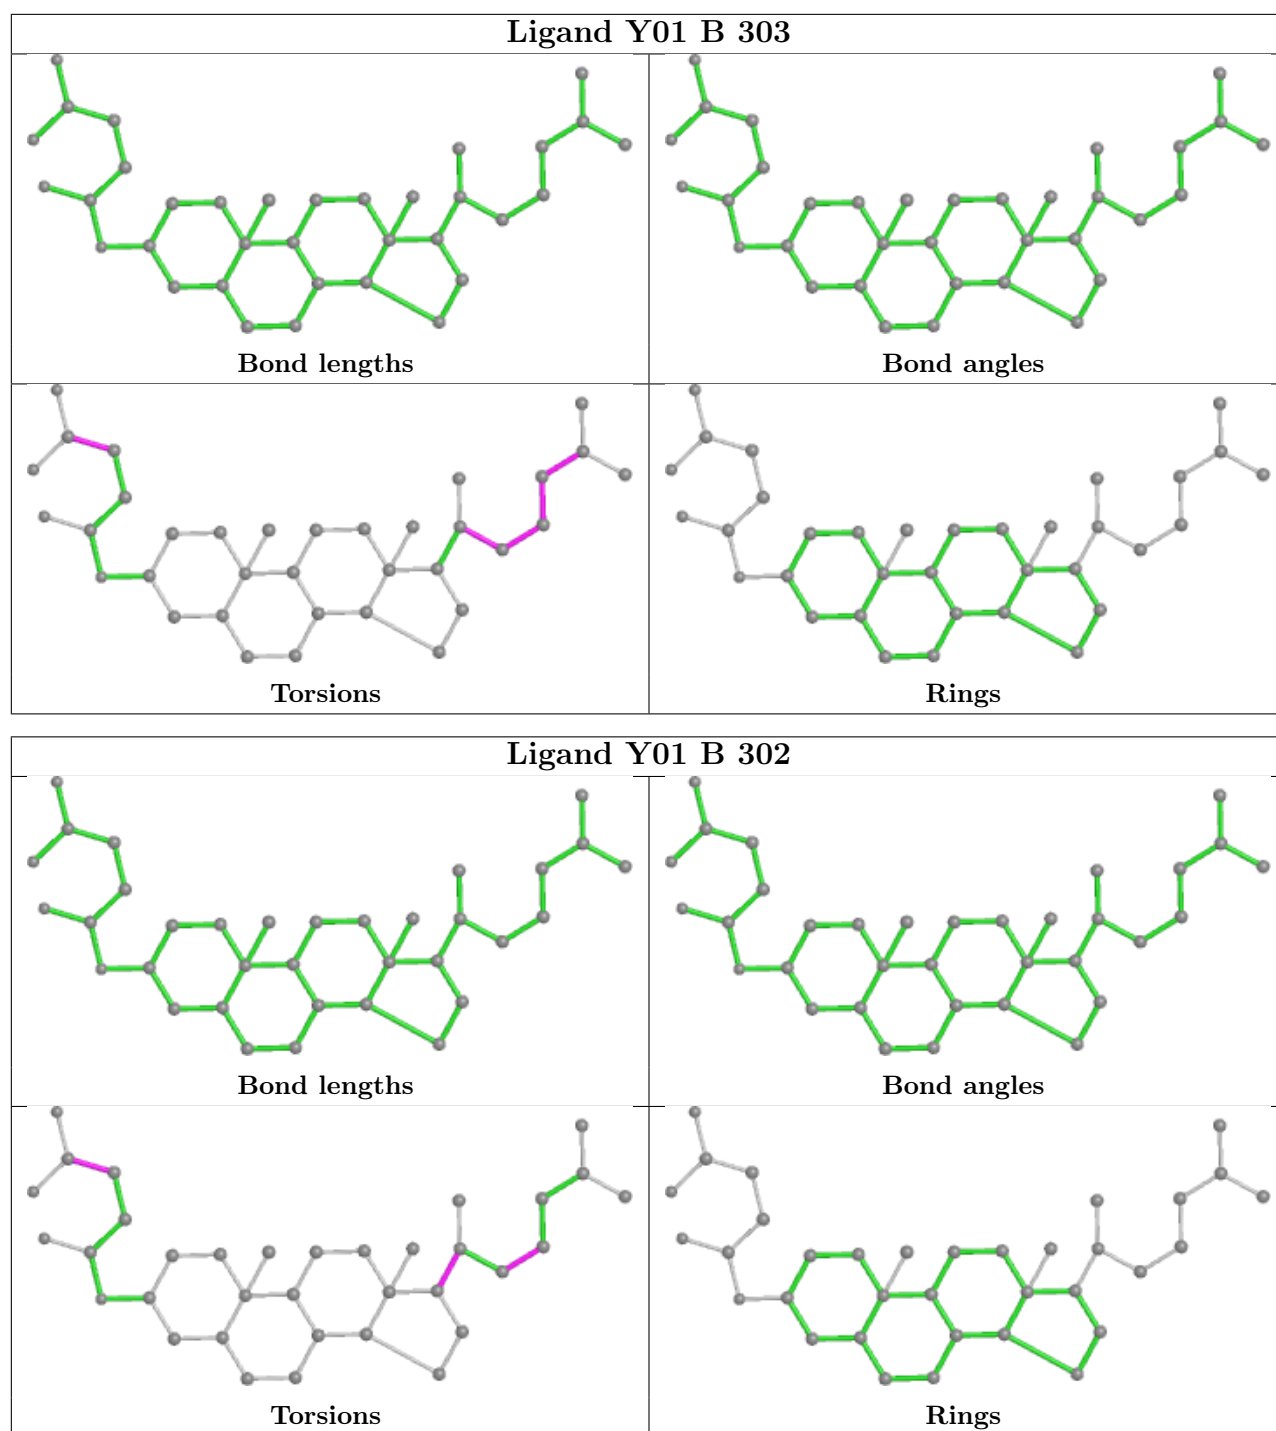 Ligand Y01 B 303
Bond lengths
Bond angles
Torsions
Rings
Ligand Y01 B 302
Bond lengths
Bond angles
Torsions
Rings